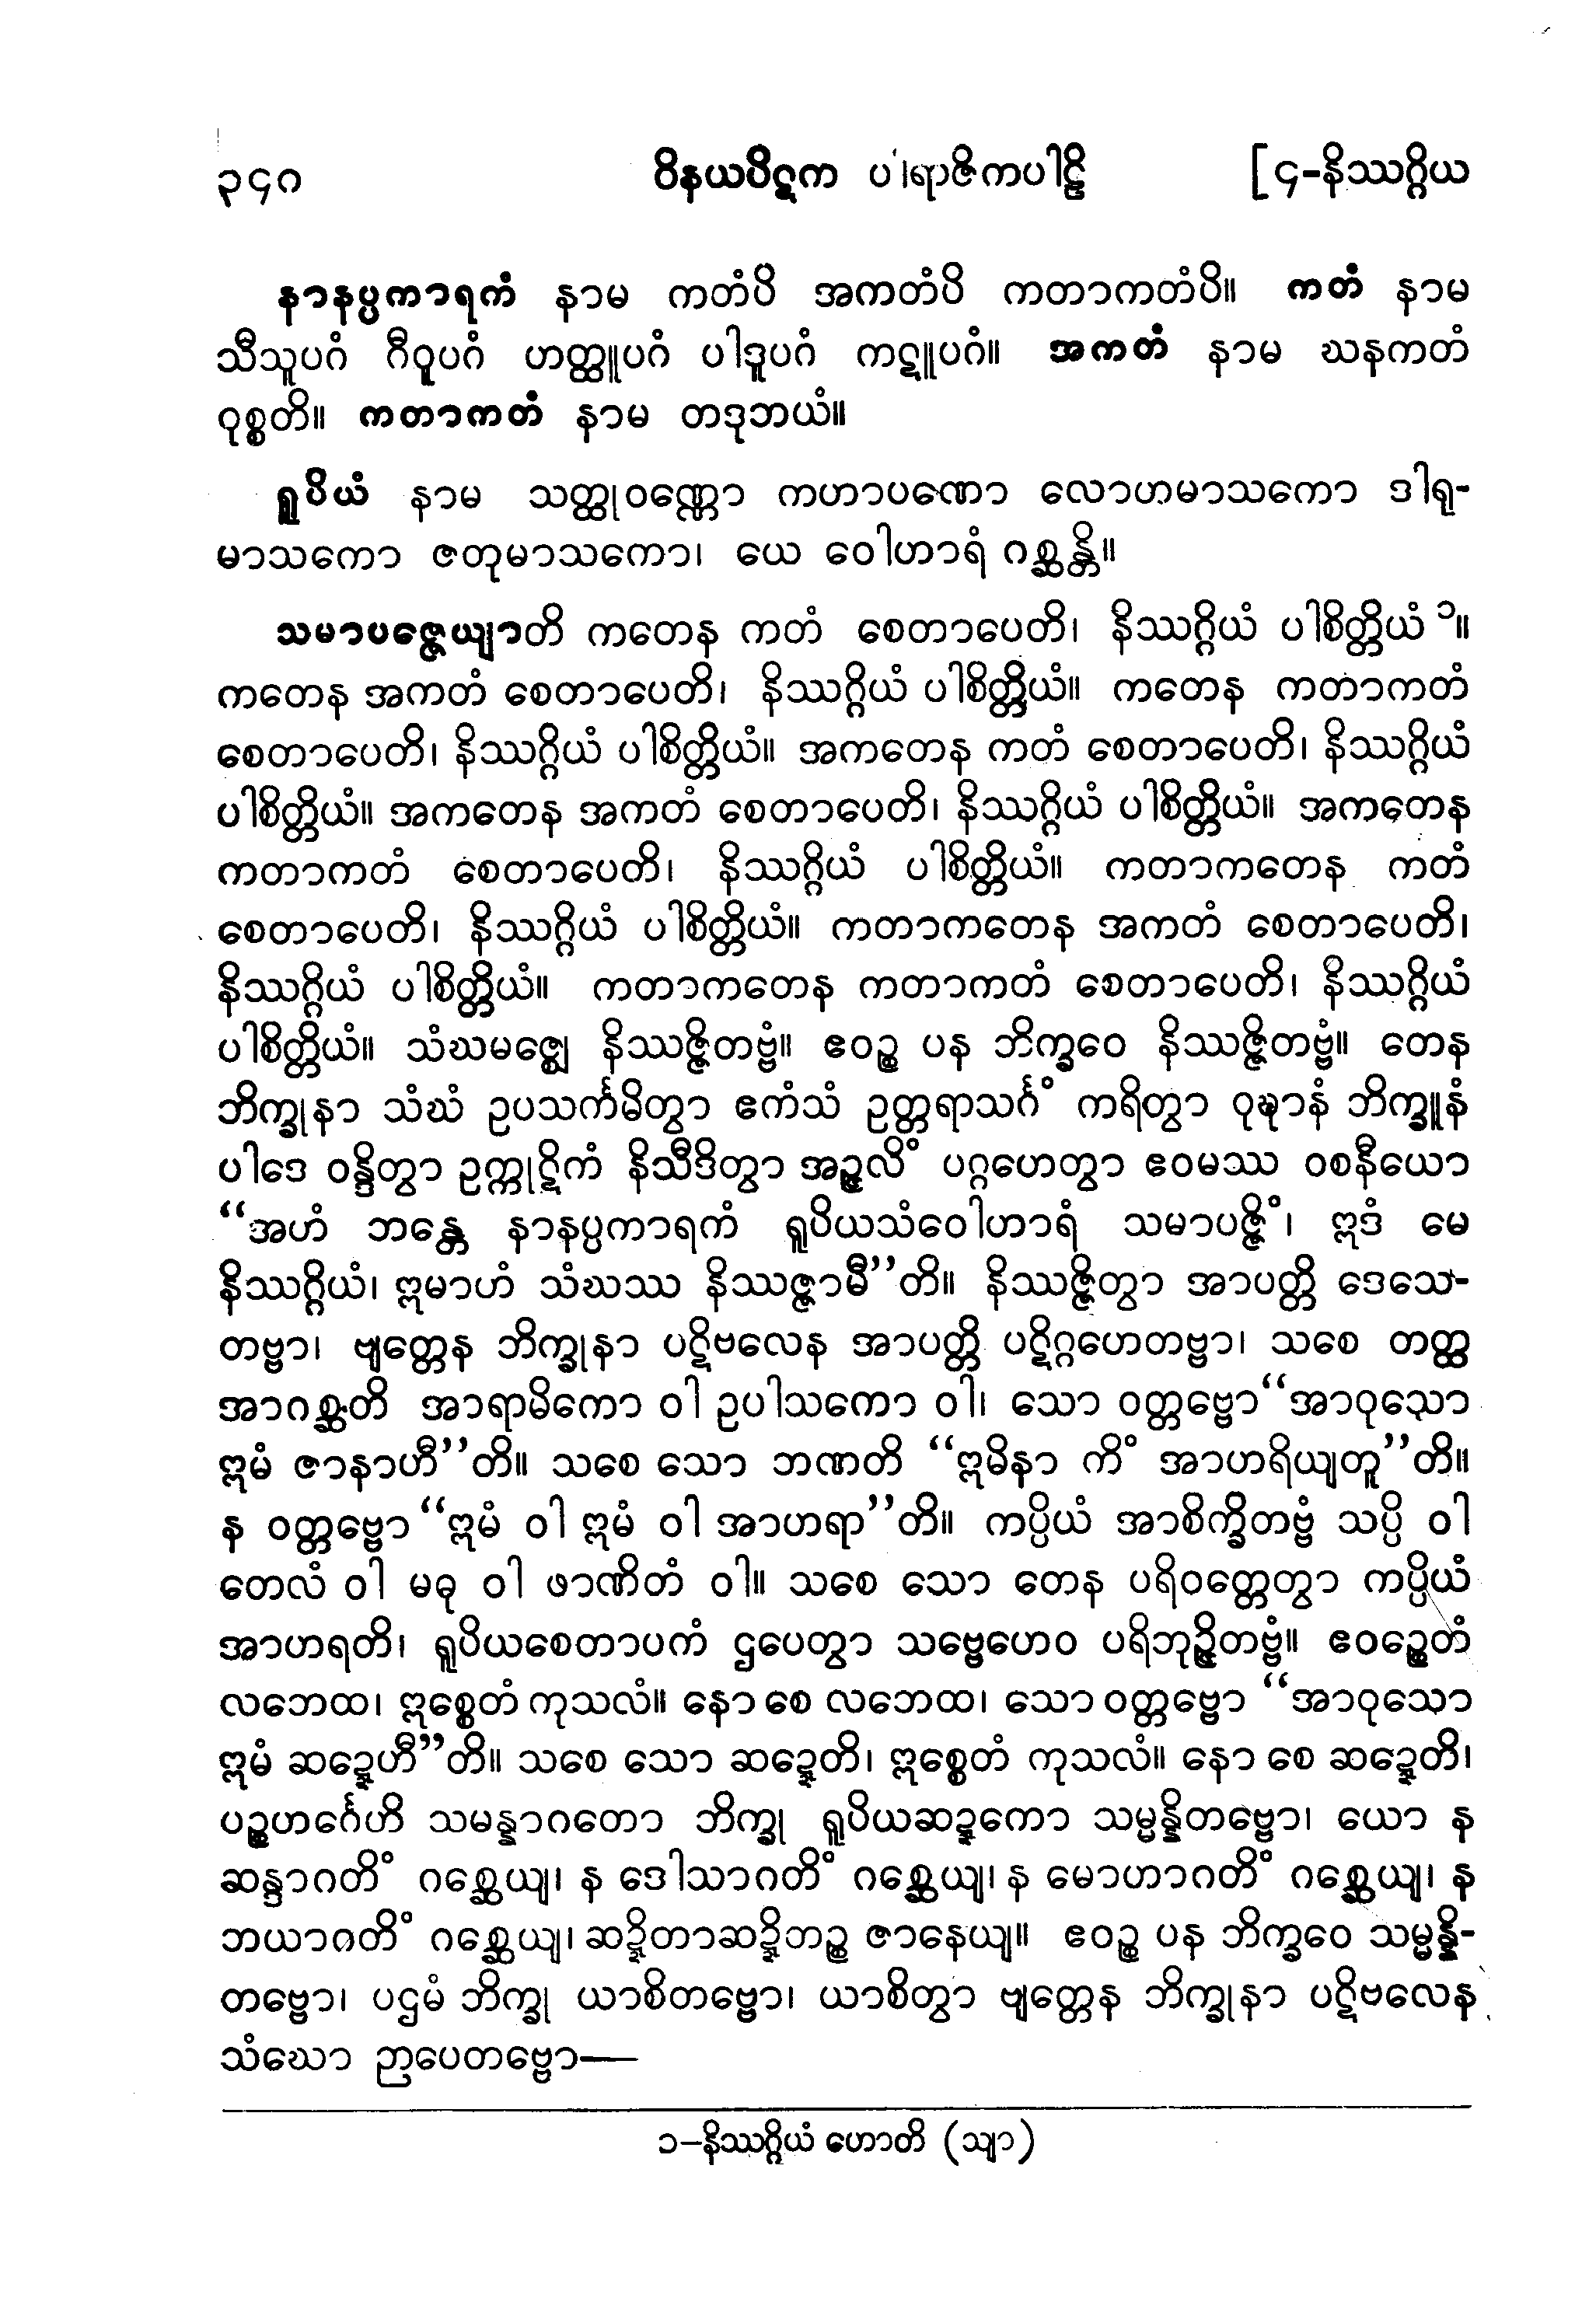 ၃၄၈ ဝိနယပိဋက ပါရာဇိကပါဠိ [၄-နိဿဂ္ဂိယ
နာနပ္ပကာရကံ နာမ ကတံပိ အကတံပိ ကတာကတံပိ။ ကတံ နာမ
သီသူပဂံ ဂီဝူပဂံ ဟတ္ထူပဂံ ပါဒူပဂံ ကဋူပဂံ။ အကတံ နာမ ဃနကတံ
ဝုစ္စတိ။ ကတာကတံ နာမ တဒုဘယံ။
ရူပိယံ နာမ သတ္ထုဝဏ္ဏော ကဟာပဏော လောဟမာသကော ဒါရု-
မာသကော ဇတုမာသကော၊ ယေ ဝေါဟာရံ ဂစ္ဆန္တိ။
သမာပဇ္ဇေယျာတိ ကတေန ကတံ စေတာပေတိ၊ နိဿဂ္ဂိယံ ပါစိတ္တိယံ ၁။
ကတေန အကတံ စေတာပေတိ၊ နိဿဂ္ဂိယံ ပါစိတ္တိယံ။ ကတေန ကတာကတံ
စေတာပေတိ၊ နိဿဂ္ဂိယံ ပါစိတ္တိယံ။ အကတေန ကတံ စေတာပေတိ၊ နိဿဂ္ဂိယံ
ပါစိတ္တိယံ။ အကတေန အကတံ စေတာပေတိ၊ နိဿဂ္ဂိယံ ပါစိတ္တိယံ။ အကတေန
ကတာကတံ စေတာပေတိ၊ နိဿဂ္ဂိယံ ပါစိတ္တိယံ။ ကတာကတေန ကတံ
စေတာပေတိ၊ နိဿဂ္ဂိယံ ပါစိတ္တိယံ။ ကတာကတေန အကတံ စေတာပေတိ၊
နိဿဂ္ဂိယံ ပါစိတ္တိယံ။ ကတာကတေန ကတာကတံ စေတာပေတိ၊ နိဿဂ္ဂိယံ
ပါစိတ္တိယံ။ သံဃမဇ္ဈေ နိဿဇ္ဇိတဗ္ဗံ။ ဧဝဉ္စ ပန ဘိက္ခဝေ နိဿဇ္ဇိတဗ္ဗံ။ တေန
ဘိက္ခုနာ သံဃံ ဥပသင်္ကမိတွာ ဧကံသံ ဥတ္တရာသင်္ဂံ ကရိတွာ ဝုဍ္ဎာနံ ဘိက္ခူနံ
ပါဒေ ဝန္ဒိတွာ ဥက္ကုဋိကံ နိသီဒိတွာ အဉ္ဇလိံ ပဂ္ဂဟေတွာ ဧဝမဿ ဝစနီယော
“အဟံ ဘန္တေ နာနပ္ပကာရကံ ရူပိယသံဝေါဟာရံ သမာပဇ္ဇိံ၊ ဣဒံ မေ
နိဿဂ္ဂိယံ၊ ဣမာဟံ သံဃဿ နိဿဇ္ဇာမီ”တိ။ နိဿဇ္ဇိတွာ အာပတ္တိ ဒေသေ-
တဗ္ဗာ၊ ဗျတ္တေန ဘိက္ခုနာ ပဋိဗလေန အာပတ္တိ ပဋိဂ္ဂဟေတဗ္ဗာ၊ သစေ တတ္ထ
အာဂစ္ဆတိ အာရာမိကော ဝါ ဥပါသကော ဝါ၊ သော ဝတ္တဗ္ဗော“အာဝုသော
ဣမံ ဇာနာဟီ”တိ။ သစေ သော ဘဏတိ “ဣမိနာ ကိံ အာဟရိယျတူ”တိ။
န ဝတ္တဗ္ဗော“ဣမံ ဝါ ဣမံ ဝါ အာဟရာ”တိ။ ကပ္ပိယံ အာစိက္ခိတဗ္ဗံ သပ္ပိ ဝါ
တေလံ ဝါ မဓု ဝါ ဖာဏိတံ ဝါ။ သစေ သော တေန ပရိဝတ္တေတွာ ကပ္ပိယံ
အာဟရတိ၊ ရူပိယစေတာပကံ ဌပေတွာ သဗ္ဗေဟေဝ ပရိဘုဉ္ဇိတဗ္ဗံ။ ဧဝဉ္စေတံ
လဘေထ၊ ဣစ္စေတံ ကုသလံ။ နော စေ လဘေထ၊ သော ဝတ္တဗ္ဗော “အာဝုသော
ဣမံ ဆဍ္ဍေဟီ”တိ။ သစေ သော ဆဍ္ဍေတိ၊ ဣစ္စေတံ ကုသလံ။ နော စေ ဆဍ္ဍေတိ၊
ပဉ္စဟင်္ဂေဟိ သမန္နာဂတော ဘိက္ခု ရူပိယဆဍ္ဍကော သမ္မန္နိတဗ္ဗော၊ ယော န
ဆန္ဒာဂတိံ ဂစ္ဆေယျ၊ န ဒေါသာဂတိံ ဂစ္ဆေယျ၊ န မောဟာဂတိံ ဂစ္ဆေယျ၊ န
ဘယာဂတိံ ဂစ္ဆေယျ၊ ဆဍ္ဍိတာဆဍ္ဍိဘဉ္စ ဇာနေယျ။ ဧဝဉ္စ ပန ဘိက္ခဝေ သမ္မန္နိ-
တဗ္ဗော၊ ပဌမံ ဘိက္ခု ယာစိတဗ္ဗော၊ ယာစိတွာ ဗျတ္တေန ဘိက္ခုနာ ပဋိဗလေန
သံဃော ဉာပေတဗ္ဗော—
၁–နိဿဂ္ဂိယံ ဟောတိ (သျာ)